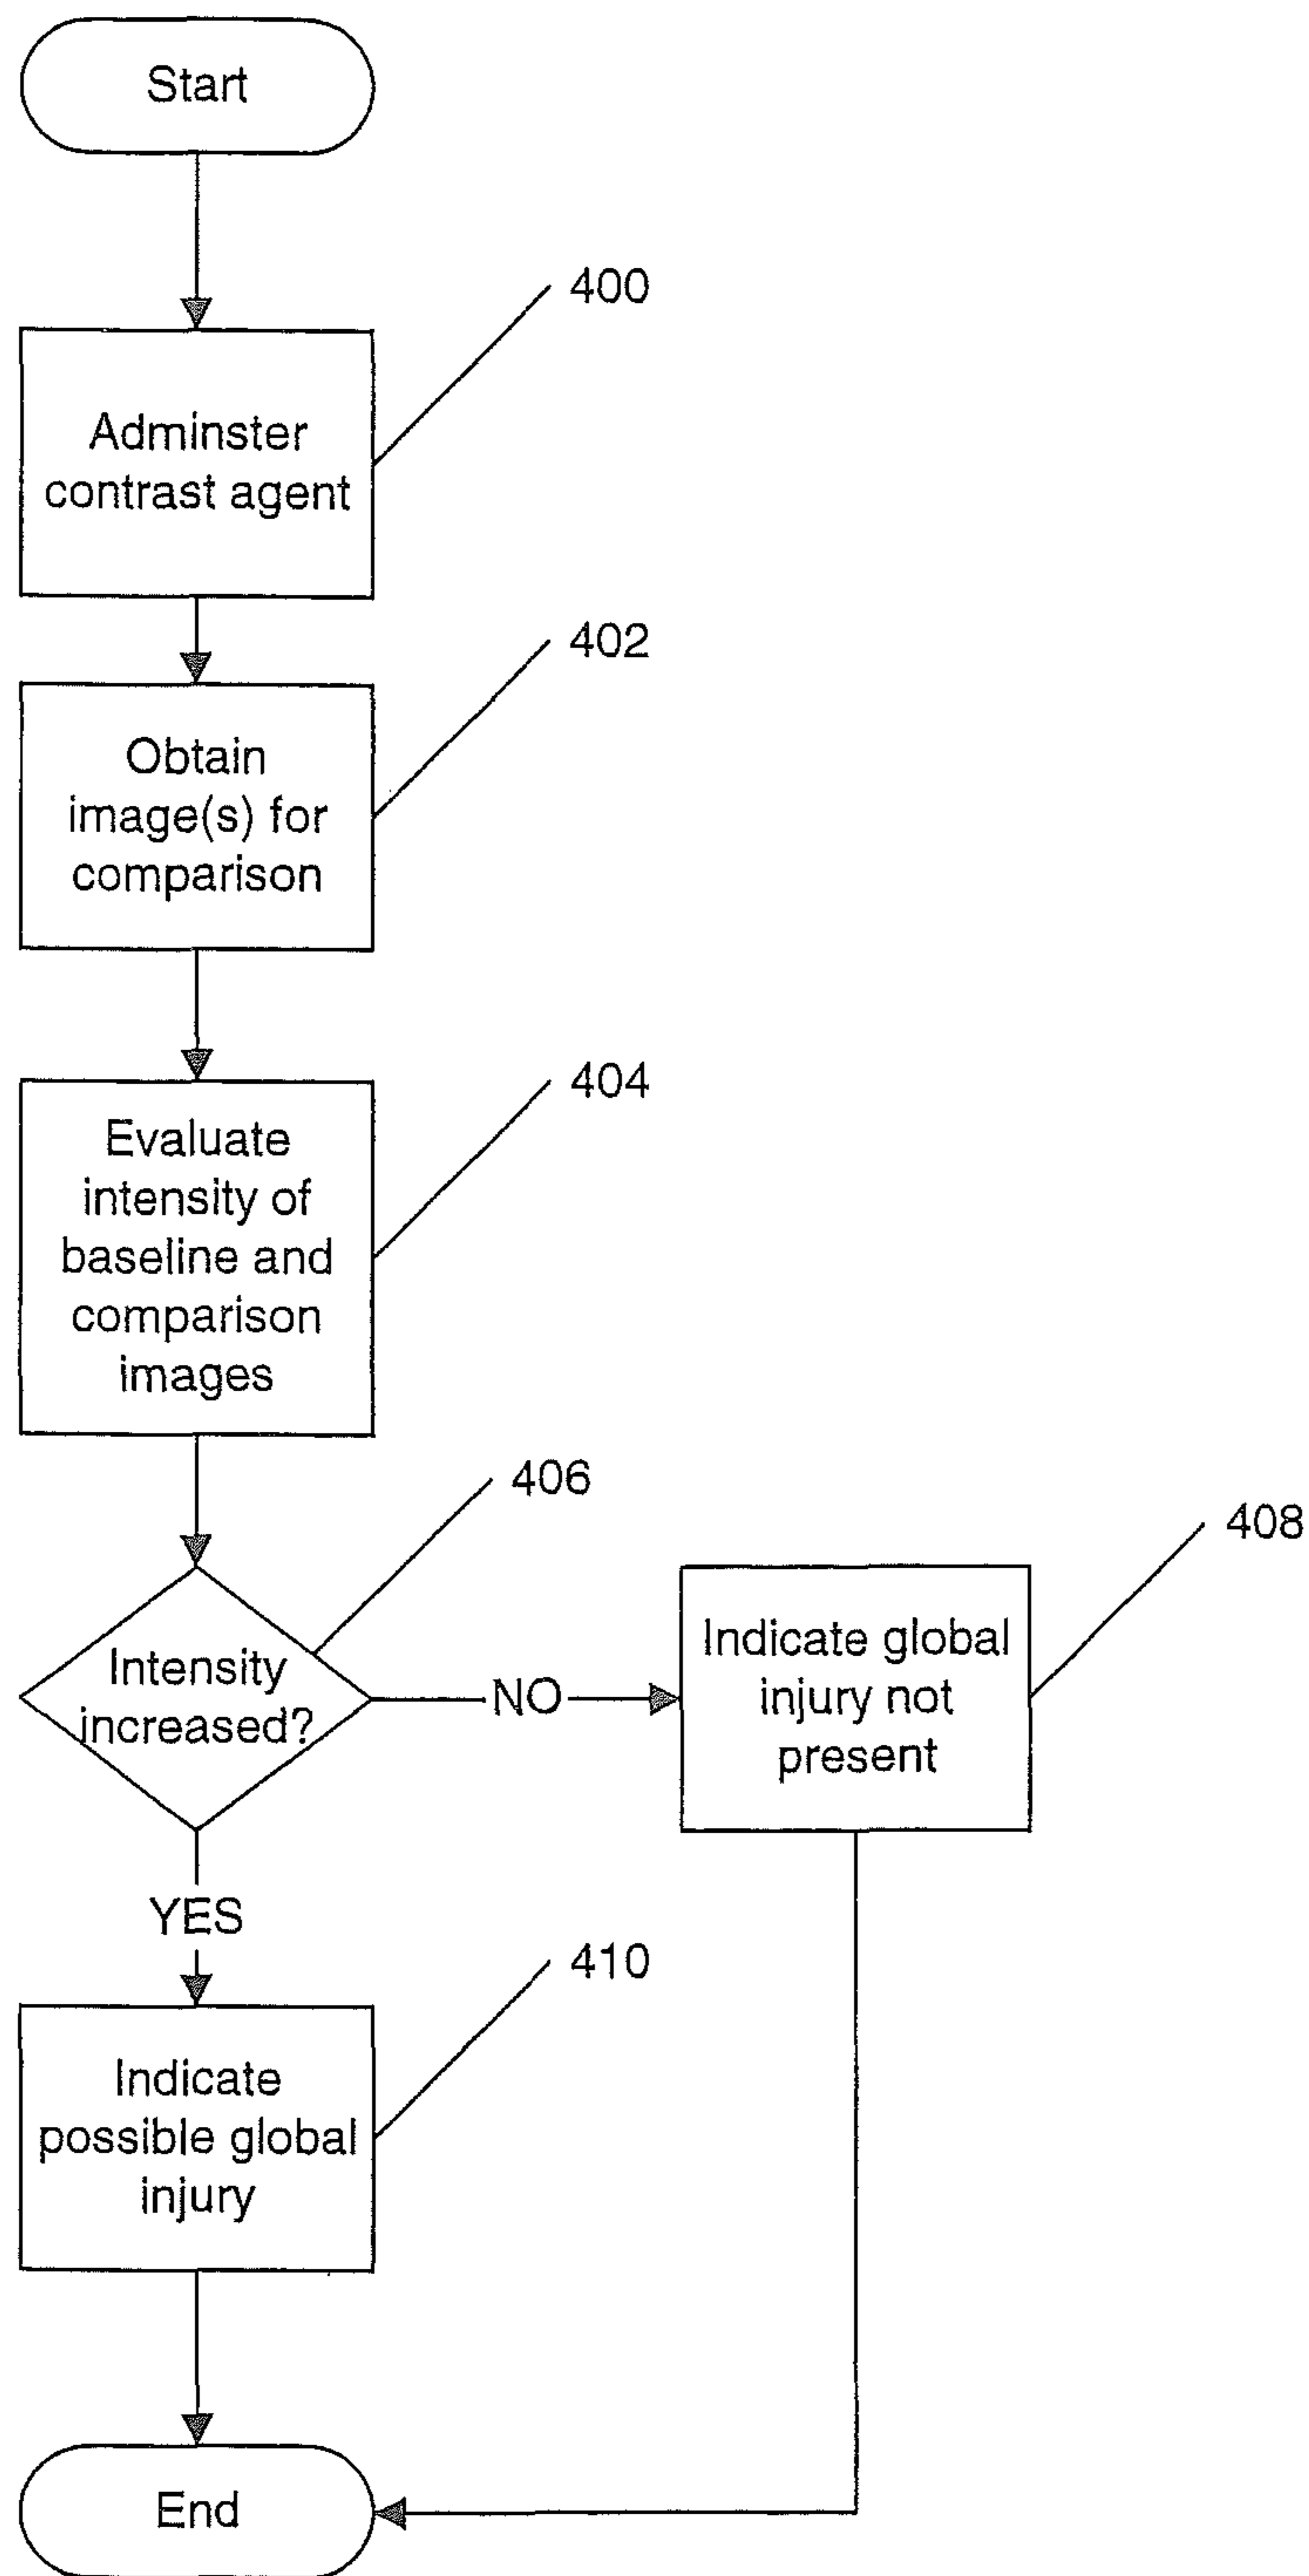 Start
400
Adminster
contrast agent
402
Obtain
image(s) for
comparison
404
Evaluate
intensity of
baseline and
comparison
images
406
408
Intensity
increased?
NO
Indicate global
injury not
present
YES
410
Indicate
possible global
injury
End